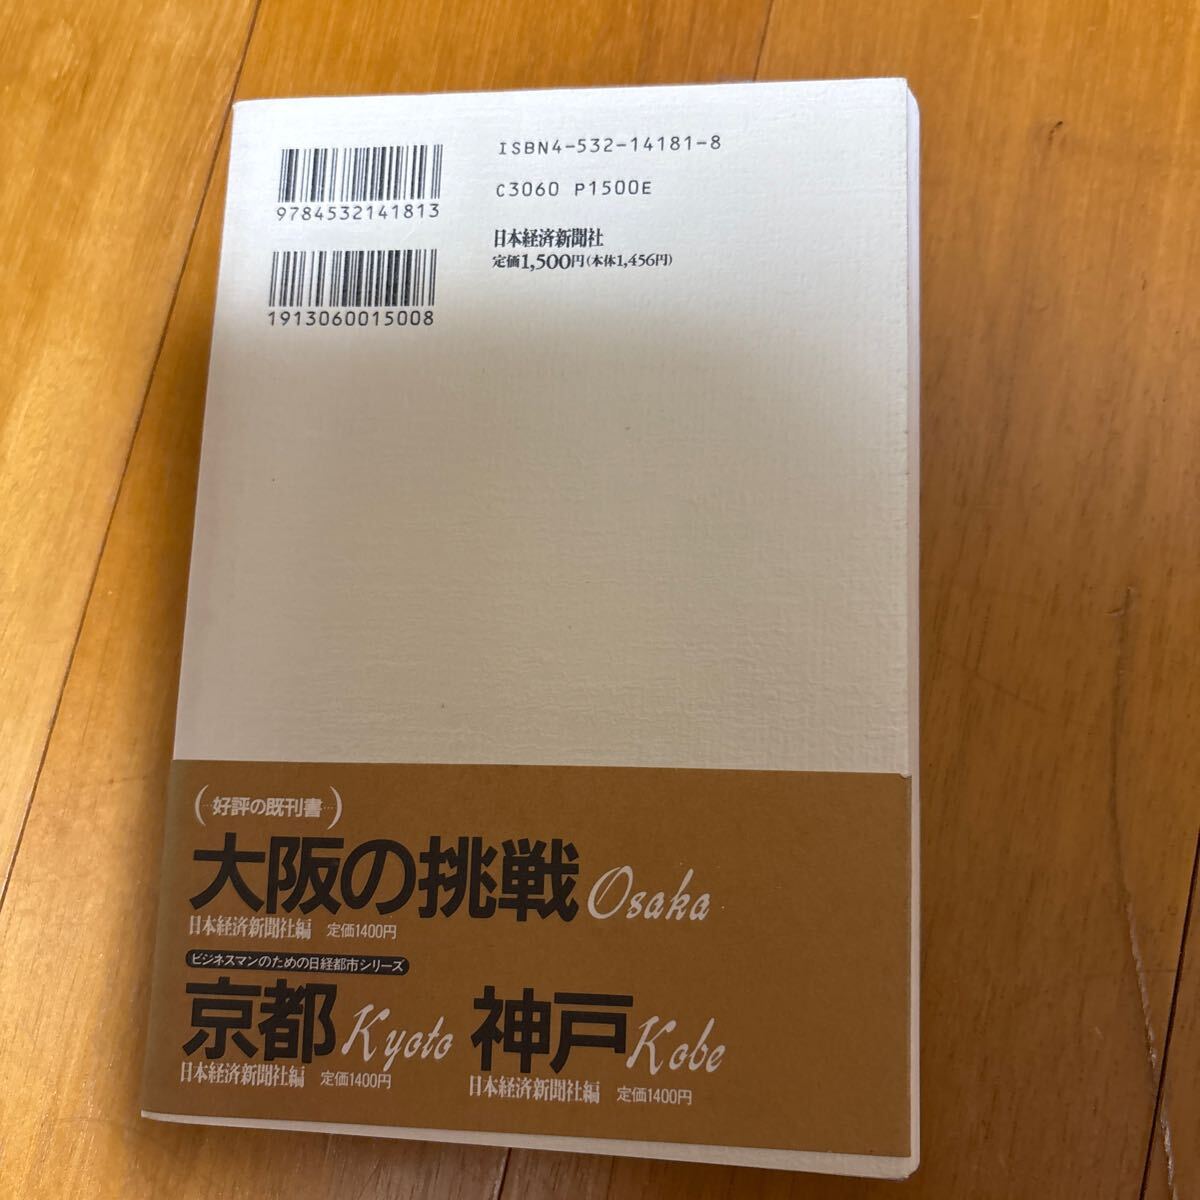 ISBN4-532-14181-8
C3060 P1500E
9784532141813
日本経済新聞社
定価1,500円(本体1,456円)
1913060015008
(…好評の既刊書…)
大阪の挑戦 Osaka
日本経済新聞社編 定価1400円
ビジネスマンのための日経都市シリーズ
京都 Kyoto
日本経済新聞社編 定価1400円
神戸 Kobe
日本経済新聞社編 定価1400円